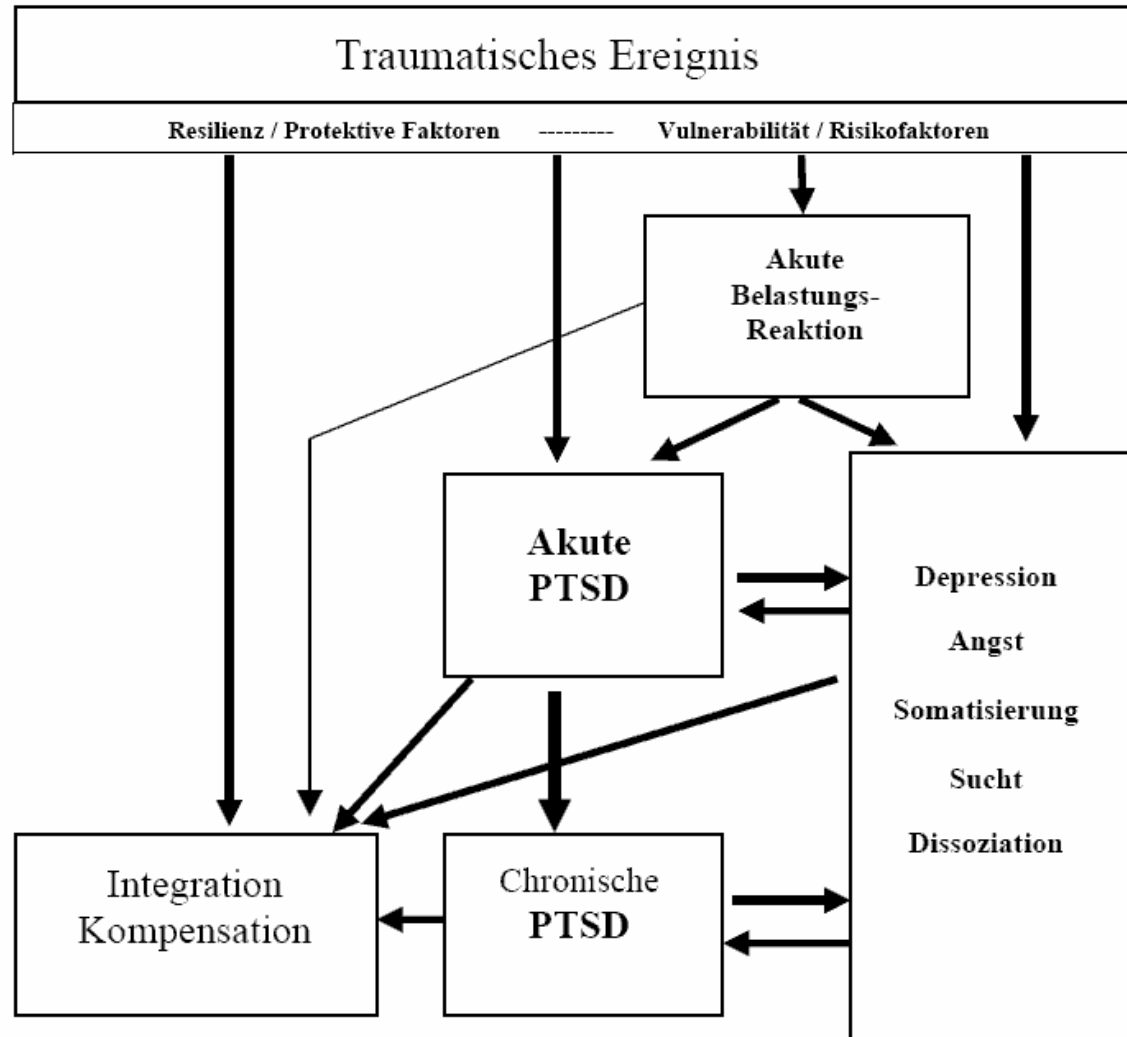 Traumatisches Ereignis
Resilienz / Protektive Faktoren --------- Vulnerabilität / Risikofaktoren
Akute
Belastungs-
Reaktion
Akute
PTSD
Depression
Angst
Somatisierung
Sucht
Dissoziation
Integration
Kompensation
Chronische
PTSD